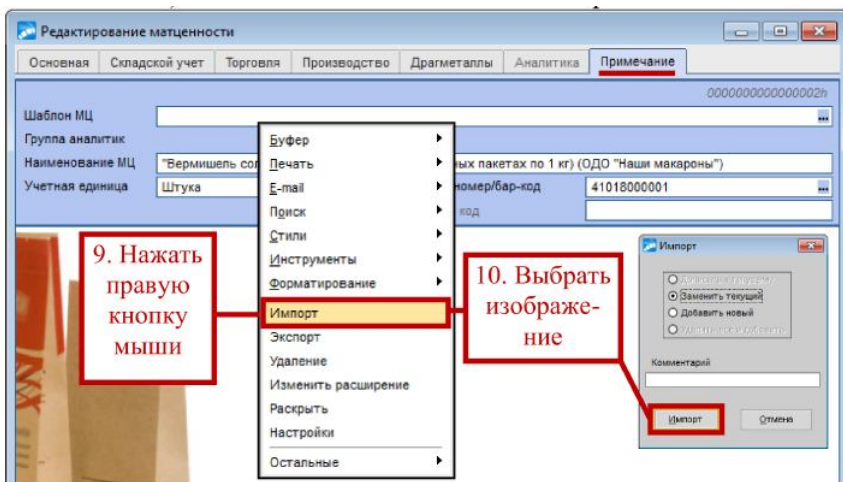 Редактирование матценности
Основная Складской учет Торговля Производство Драгметаллы Аналитика Примечание
0000000000000002h
Шаблон МЦ
Группа аналитик
Наименование МЦ "Вермишель ных пакетах по 1 кг) (ОДО "Наши макароны")
Учетная единица Штука номер/бар-код 41018000001
код
Буфер
Печать
E-mail
Поиск
Стили
Инструменты
Форматирование
Импорт
Экспорт
Удаление
Изменить расширение
Раскрыть
Настройки
Остальные
9. Нажать
правую
кнопку
мыши
10. Выбрать
изображе-
ние
Импорт
Заменить текущий
Добавить новый
Комментарий
Импорт Отмена